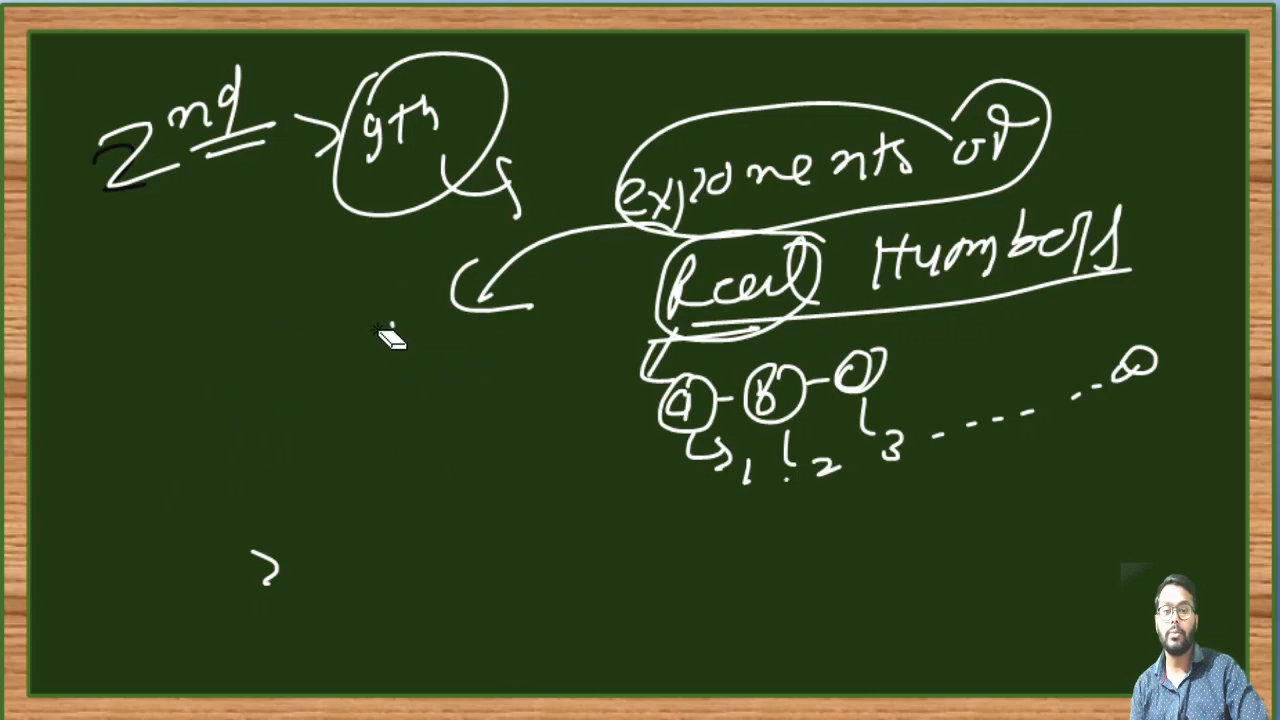 2nd 9th
exponents of
Real Numbers
a - b - c
1 2 3 - - - - - - ∞